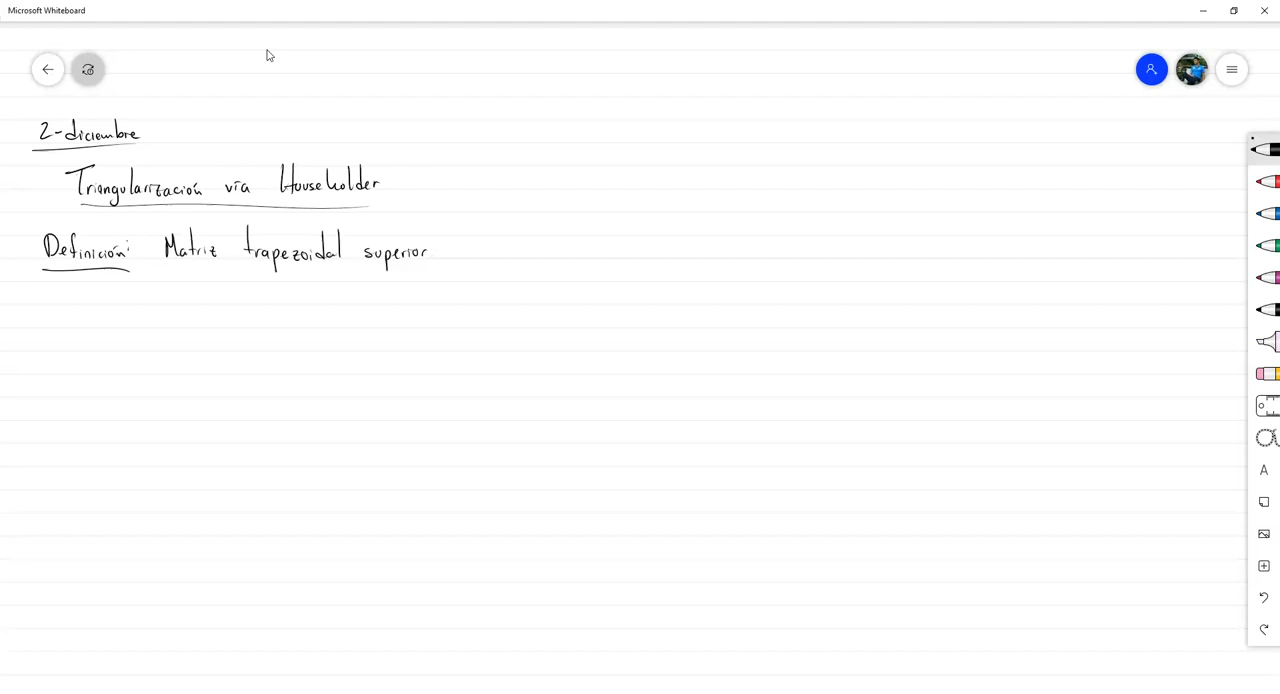 Microsoft Whiteboard
2-diciembre
Triangularización vía Householder
Definición: Matriz trapezoidal superior
A